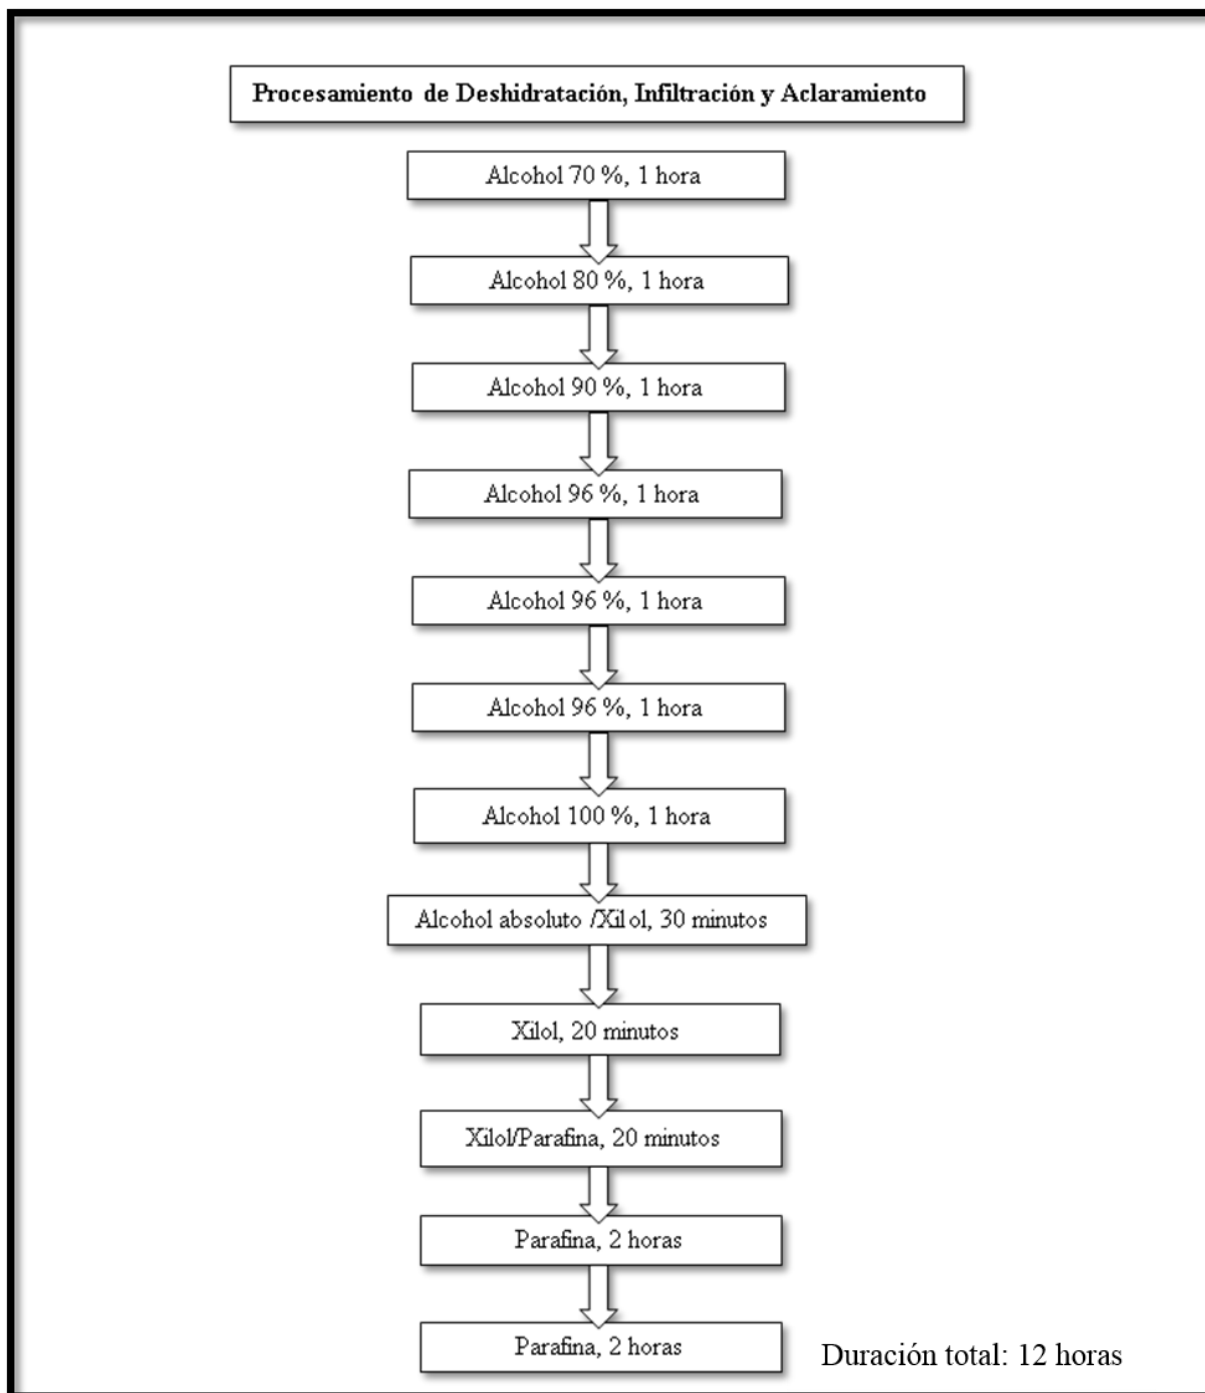 Procesamiento de Deshidratación, Infiltración y Aclaramiento
Alcohol 70 %, 1 hora
Alcohol 80 %, 1 hora
Alcohol 90 %, 1 hora
Alcohol 96 %, 1 hora
Alcohol 96 %, 1 hora
Alcohol 96 %, 1 hora
Alcohol 100 %, 1 hora
Alcohol absoluto /Xilol, 30 minutos
Xilol, 20 minutos
Xilol/Parafina, 20 minutos
Parafina, 2 horas
Parafina, 2 horas
Duración total: 12 horas